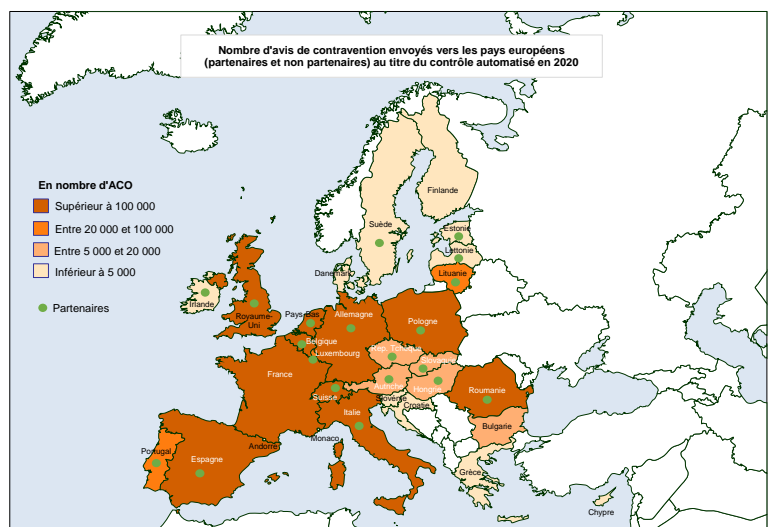 Nombre d'avis de contravention envoyés vers les pays européens
(partenaires et non partenaires) au titre du contrôle automatisé en 2020
En nombre d'ACO
Supérieur à 100 000
Entre 20 000 et 100 000
Entre 5 000 et 20 000
Inférieur à 5 000
Partenaires
Finlande
Suède
Estonie
Lettonie
Danemark
Lituanie
Irlande
Royaume-
Uni
Pays-Bas
Allemagne
Pologne
Belgique
Luxembourg
Rép. Tchèque
Slovaquie
France
Suisse
Autriche
Hongrie
Roumanie
Slovénie
Croatie
Italie
Bulgarie
Monaco
Andorre
Portugal
Espagne
Grèce
Chypre